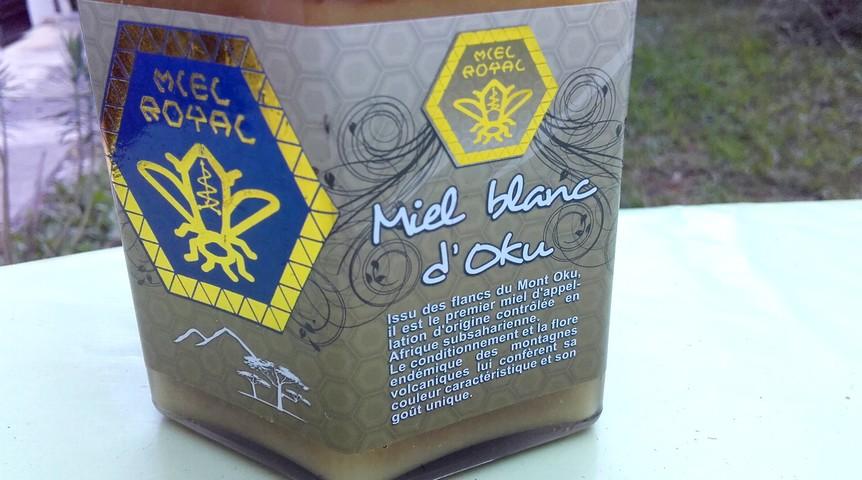 MIEL
ROYAL
MIEL
ROYAL
Miel blanc
d'Oku
Issu des flancs du Mont Oku,
il est le premier miel d'appel-
lation d'origine contrôlée en
Afrique subsaharienne.
Le conditionnement et la flore
endémique des montagnes
volcaniques lui confèrent sa
couleur caractéristique et son
goût unique.